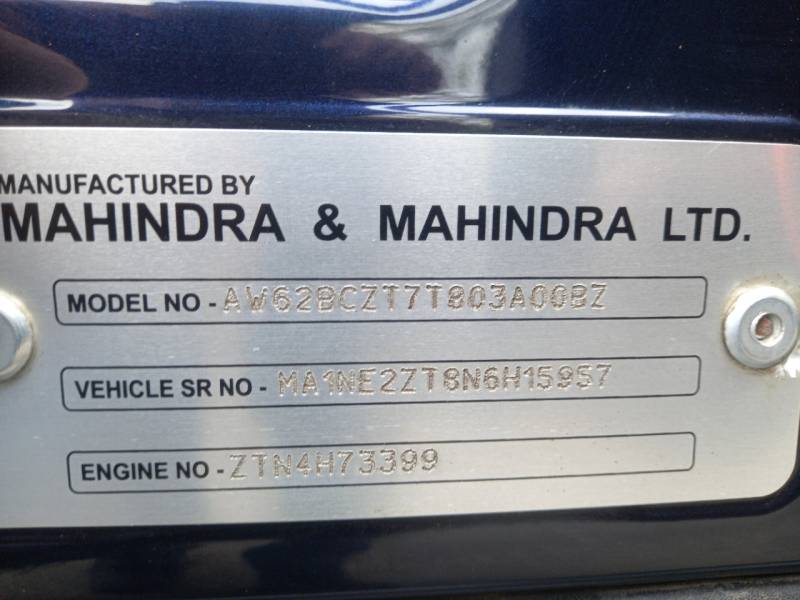 MANUFACTURED BY
MAHINDRA & MAHINDRA LTD.
MODEL NO - AW62BCZT7T803A00BZ
VEHICLE SR NO - MA1NE2ZT8N6H15957
ENGINE NO - ZTN4H73399